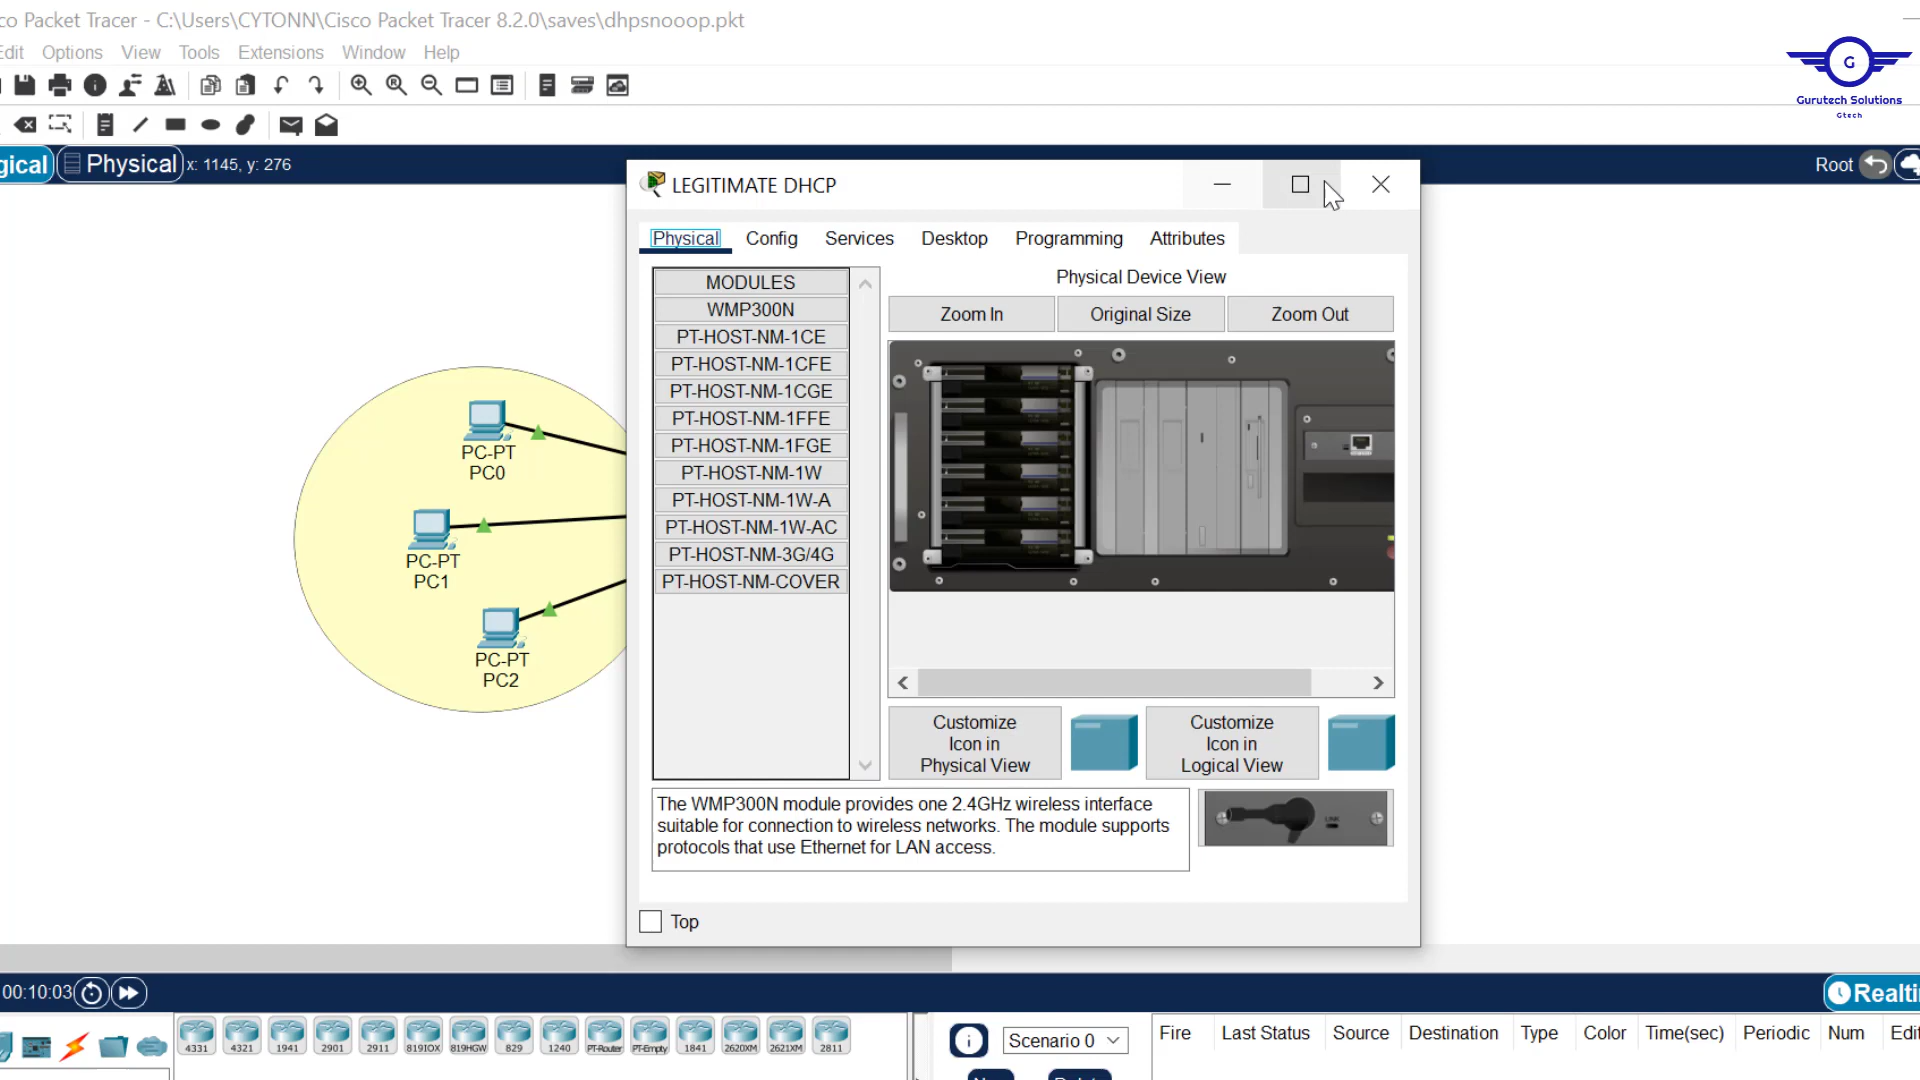 co Packet Tracer - C:\Users\CYTONN\Cisco Packet Tracer 8.2.0\saves\dhpsnooop.pkt
Edit Options View Tools Extensions Window Help
G
Gurutech Solutions
Gtech
gical Physical x: 1145, y: 276
Root
LEGITIMATE DHCP
Physical Config Services Desktop Programming Attributes
MODULES
WMP300N
PT-HOST-NM-1CE
PT-HOST-NM-1CFE
PT-HOST-NM-1CGE
PT-HOST-NM-1FFE
PT-HOST-NM-1FGE
PT-HOST-NM-1W
PT-HOST-NM-1W-A
PT-HOST-NM-1W-AC
PT-HOST-NM-3G/4G
PT-HOST-NM-COVER
Physical Device View
Zoom In Original Size Zoom Out
PC-PT
PC0
PC-PT
PC1
PC-PT
PC2
Customize
Icon in
Physical View
Customize
Icon in
Logical View
The WMP300N module provides one 2.4GHz wireless interface
suitable for connection to wireless networks. The module supports
protocols that use Ethernet for LAN access.
LINK
Top
00:10:03
Realti
4331 4321 1941 2901 2911 819IOX 819HGW 829 1240 PT-Router PT-Empty 1841 2620XM 2621XM 2811
Scenario 0
Fire Last Status Source Destination Type Color Time(sec) Periodic Num Edi